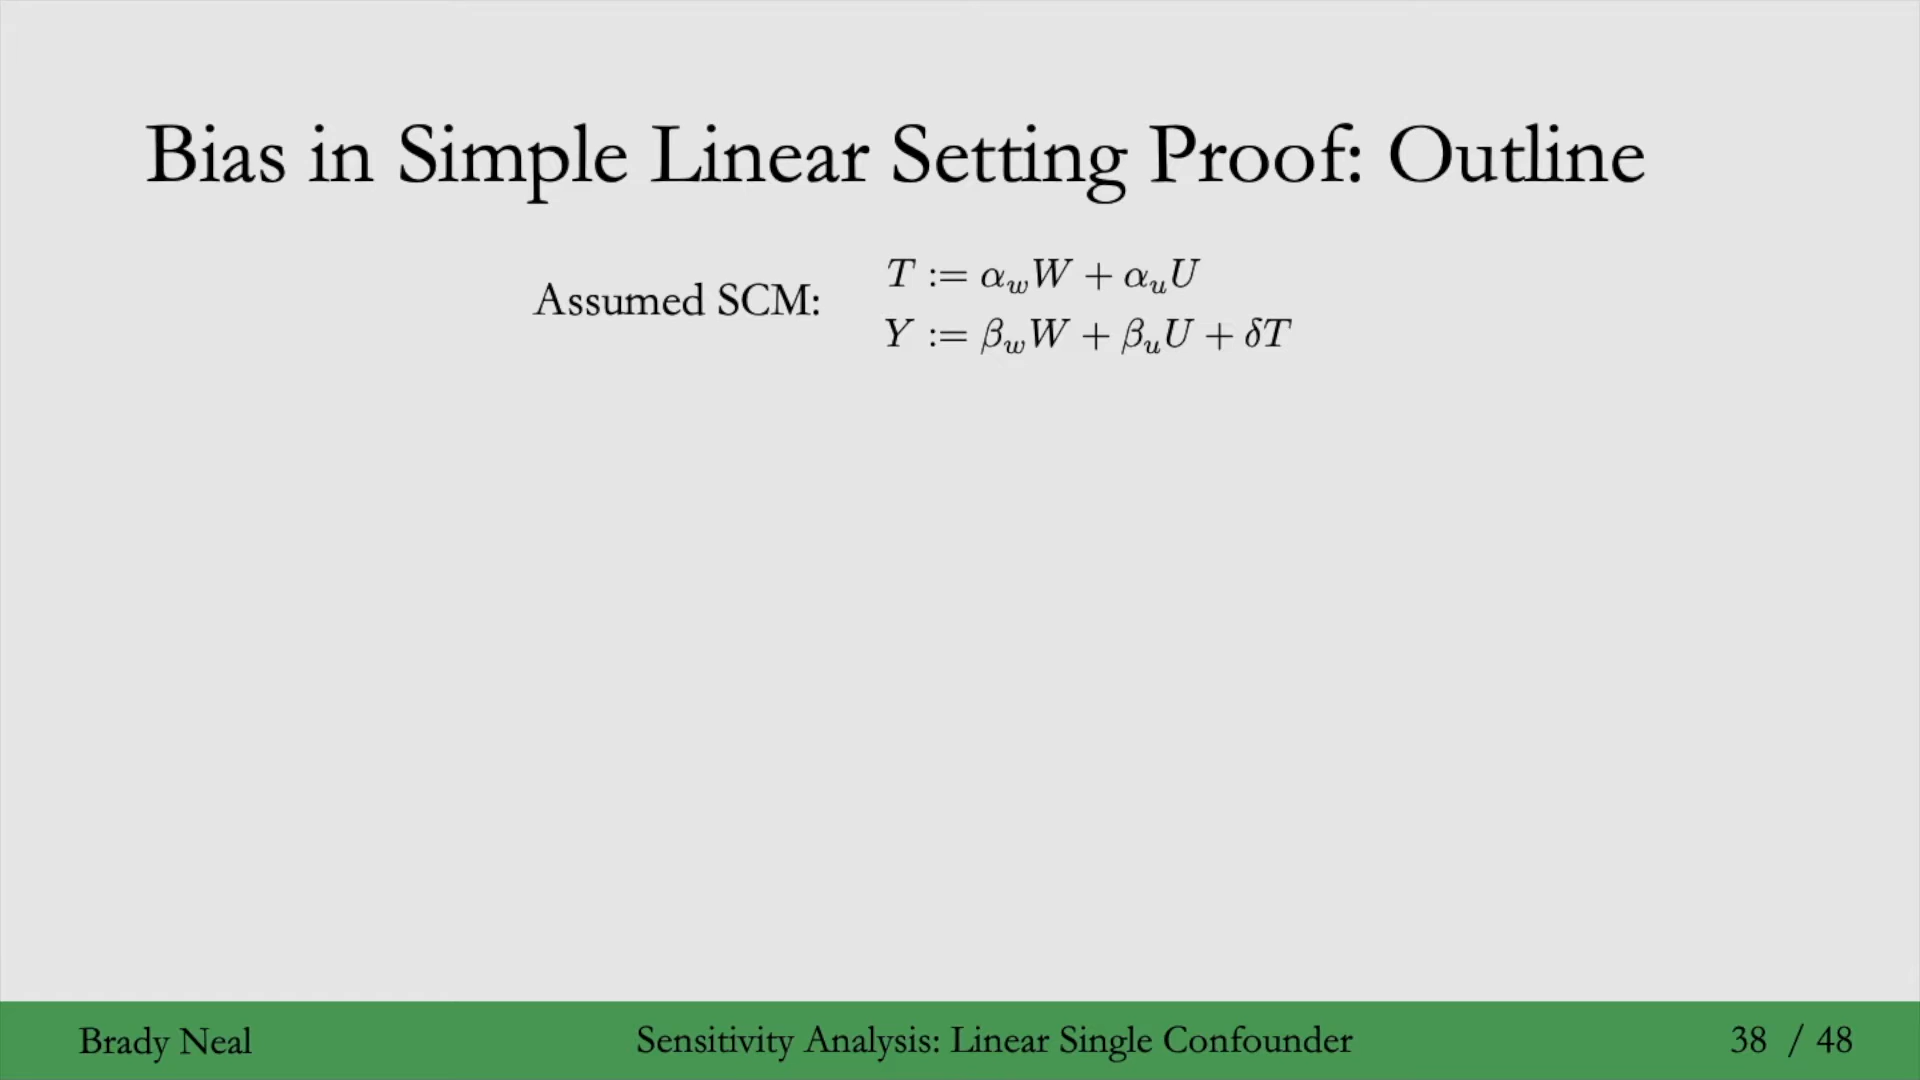 Bias in Simple Linear Setting Proof: Outline
Assumed SCM:
T := α_w W + α_u U
Y := β_w W + β_u U + δT
Brady Neal
Sensitivity Analysis: Linear Single Confounder
38 / 48